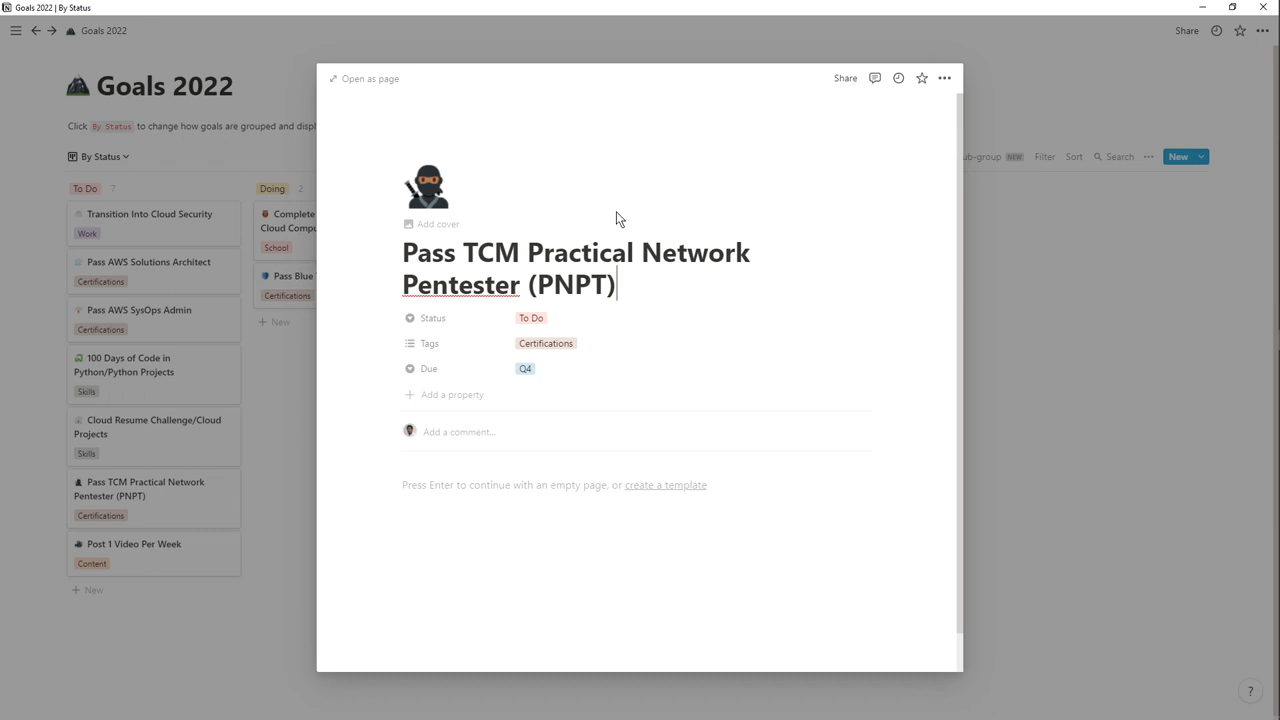 Goals 2022 | By Status
Goals 2022
Share
Goals 2022
Click By Status to change how goals are grouped and
By Status
ub-group NEW
Filter
Sort
Search
New
To Do 7
Transition Into Cloud Security
Work
Pass AWS Solutions Architect
Certifications
Pass AWS SysOps Admin
Certifications
100 Days of Code in
Python/Python Projects
Skills
Cloud Resume Challenge/Cloud
Projects
Skills
Pass TCM Practical Network
Pentester (PNPT)
Certifications
Post 1 Video Per Week
Content
New
Doing 2
Complete
Cloud Compu
School
Pass Blue
Certifications
New
Open as page
Share
Add cover
Pass TCM Practical Network
Pentester (PNPT)
Status To Do
Tags Certifications
Due Q4
Add a property
Add a comment...
Press Enter to continue with an empty page, or create a template
?